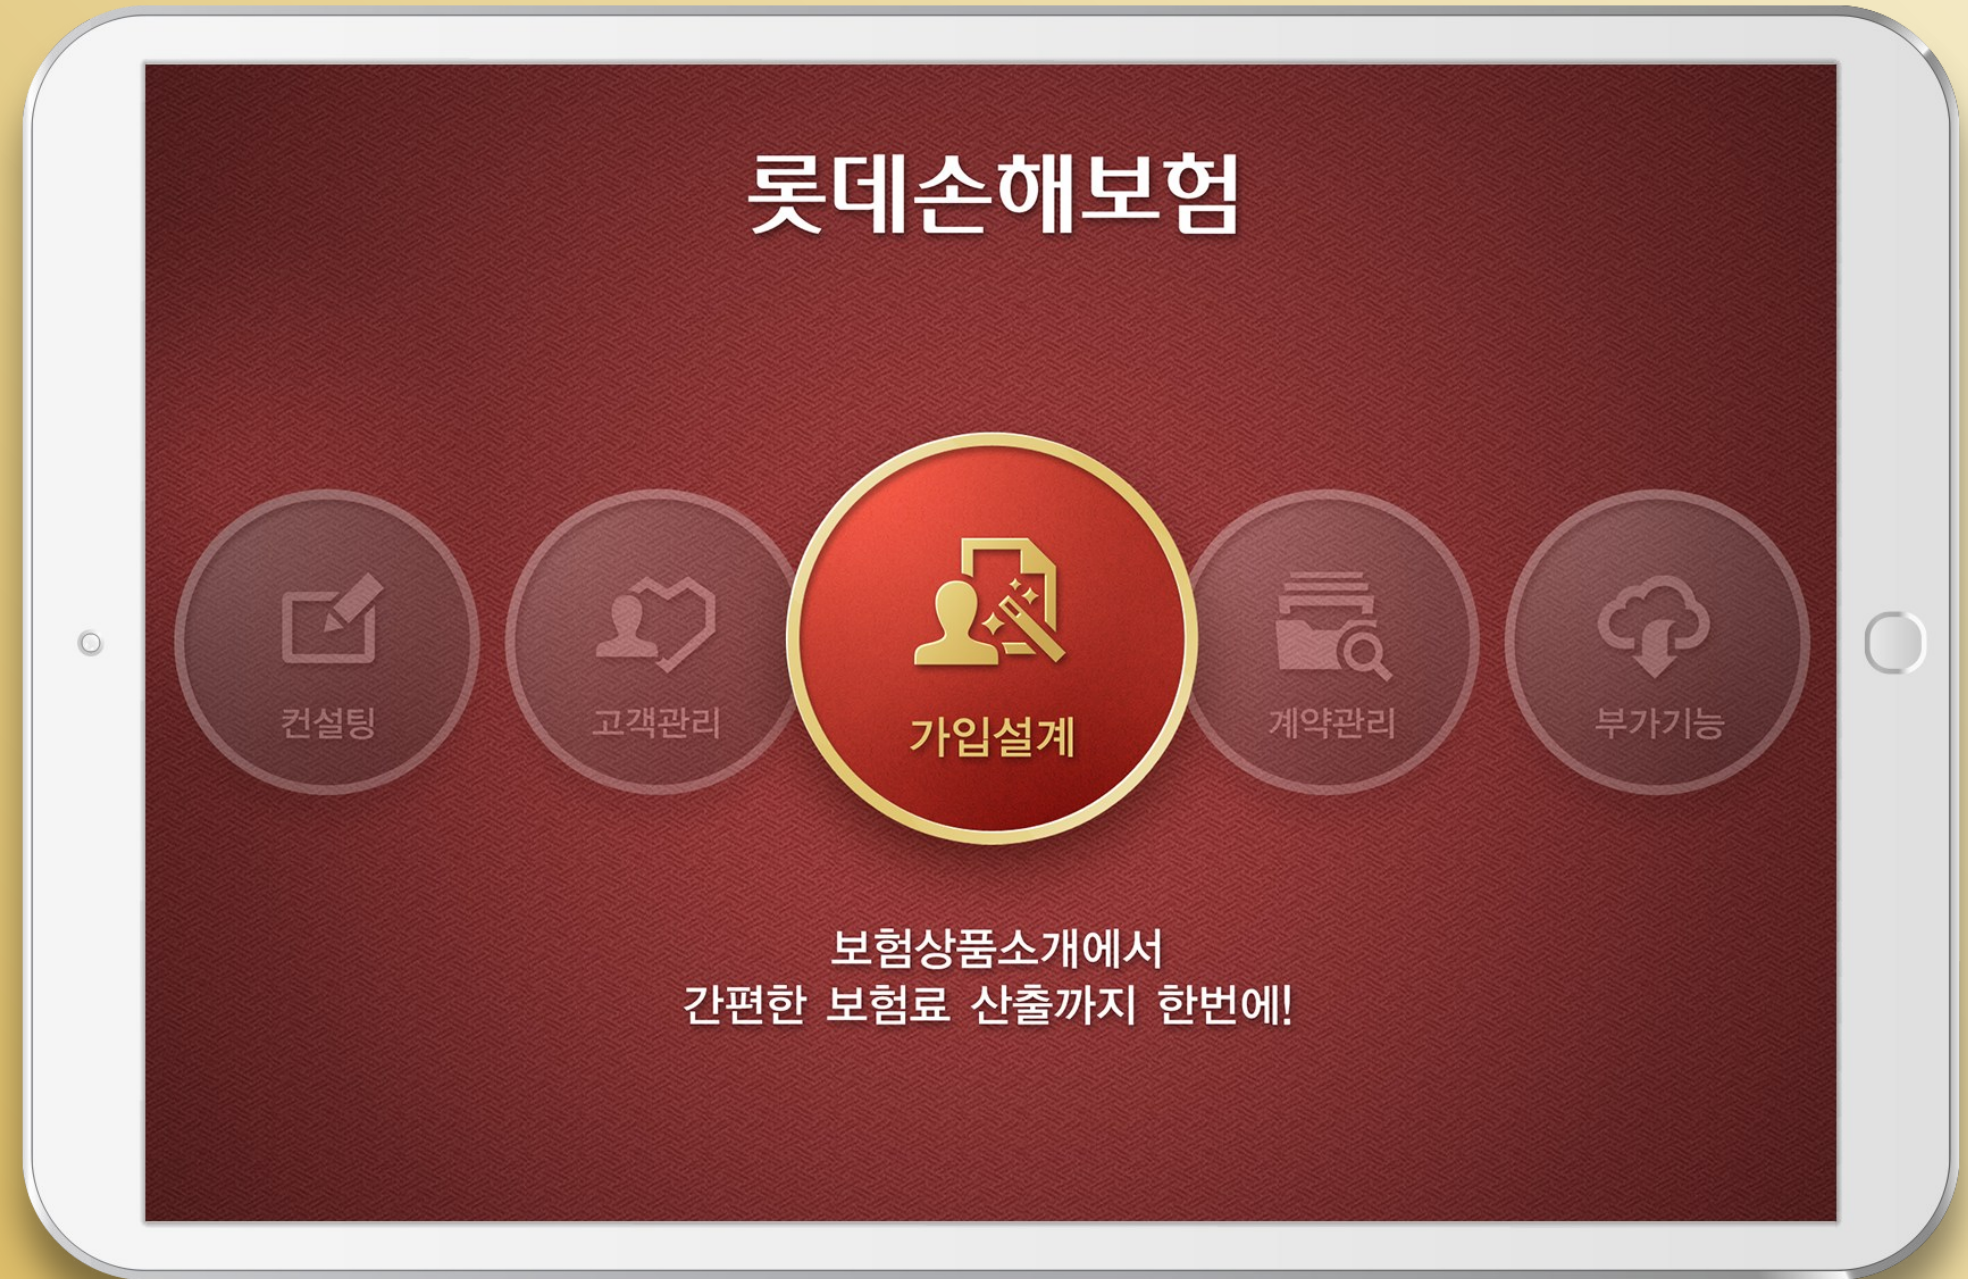 롯데손해보험
컨설팅
고객관리
가입설계
계약관리
부가기능
보험상품소개에서
간편한 보험료 산출까지 한번에!